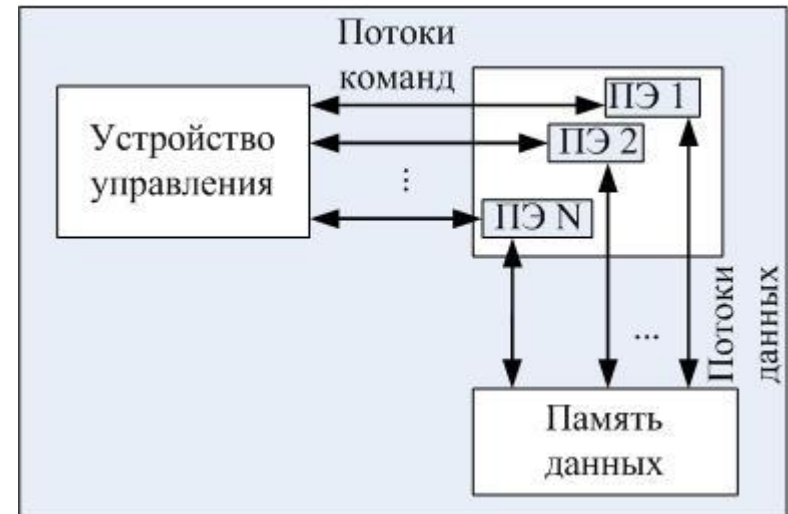 Потоки
команд
Устройство
управления
ПЭ 1
ПЭ 2
...
ПЭ N
Потоки
данных
...
Память
данных